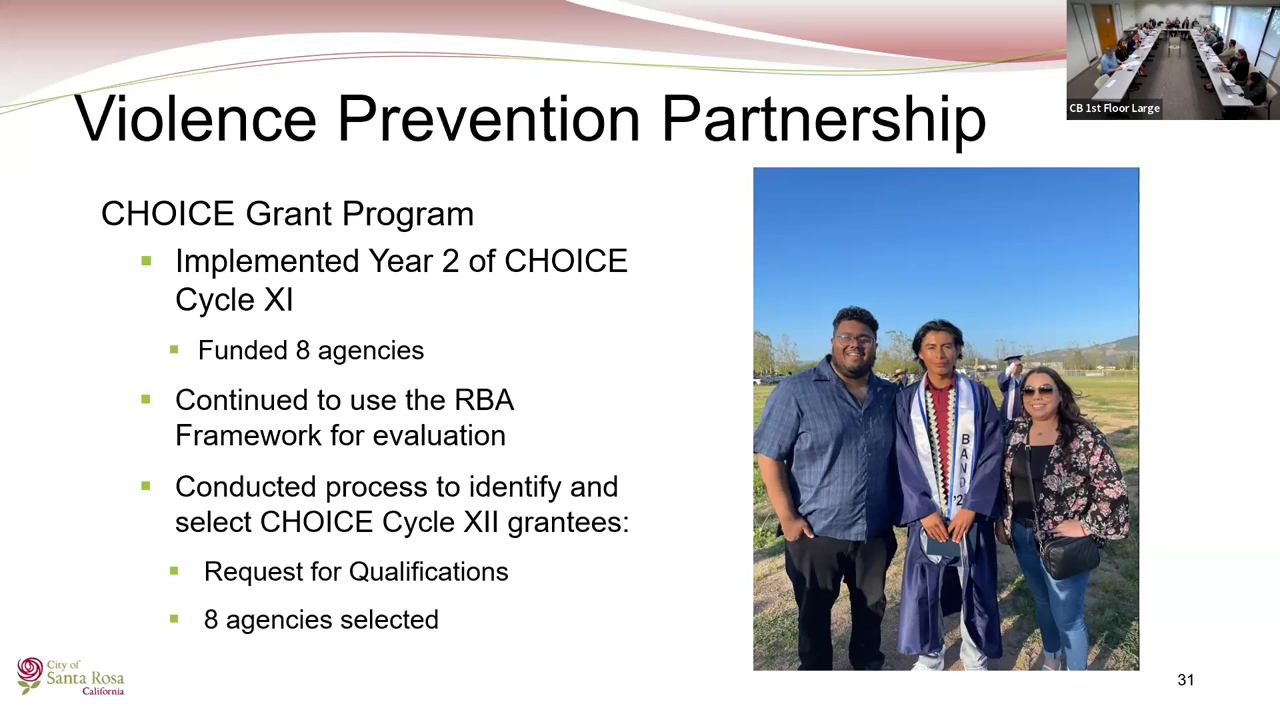 Violence Prevention Partnership
CB 1st Floor Large
CHOICE Grant Program
Implemented Year 2 of CHOICE
Cycle XI
Funded 8 agencies
Continued to use the RBA
Framework for evaluation
Conducted process to identify and
select CHOICE Cycle XII grantees:
Request for Qualifications
8 agencies selected
BAND
'2
City of
Santa Rosa
California
31